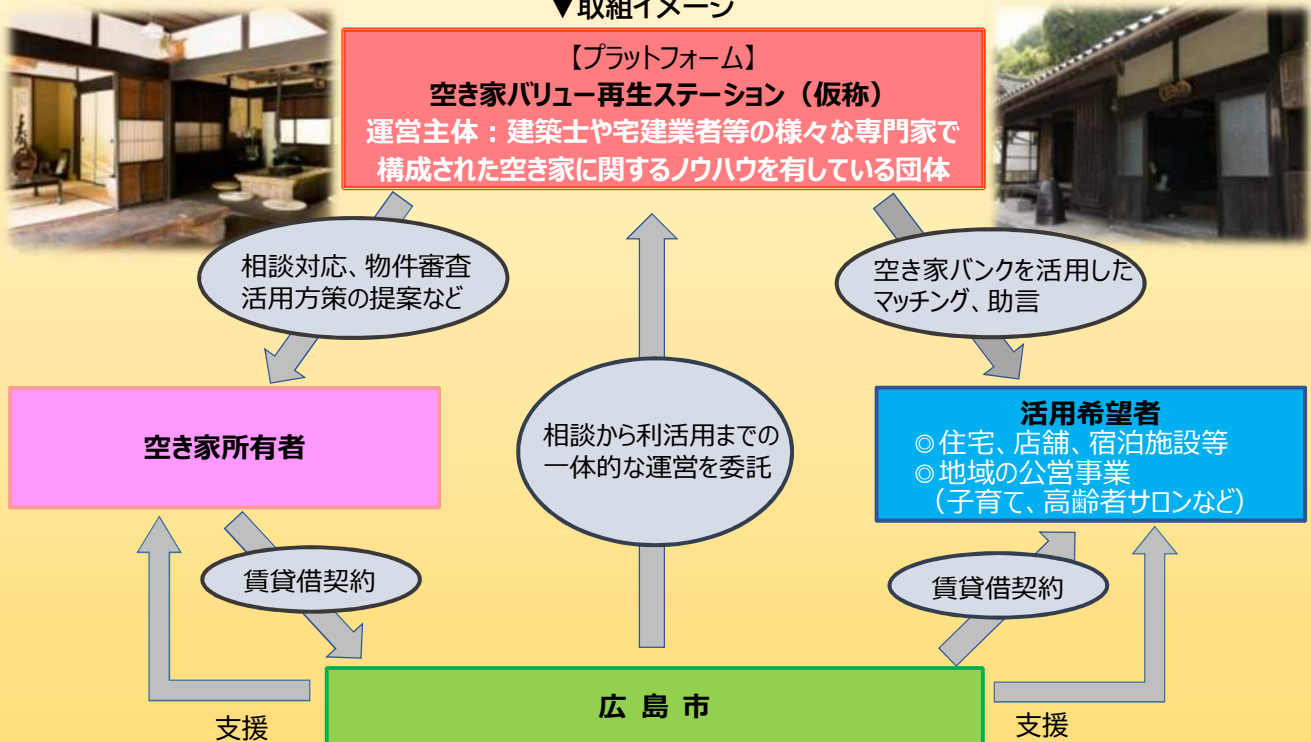 ▼取組イメージ
【プラットフォーム】
空き家バリュー再生ステーション（仮称）
運営主体：建築士や宅建業者等の様々な専門家で
構成された空き家に関するノウハウを有している団体
相談対応、物件審査
活用方策の提案など
空き家バンクを活用した
マッチング、助言
空き家所有者
相談から利活用までの
一体的な運営を委託
活用希望者
◎住宅、店舗、宿泊施設等
◎地域の公営事業
（子育て、高齢者サロンなど）
賃貸借契約
賃貸借契約
広島市
支援
支援